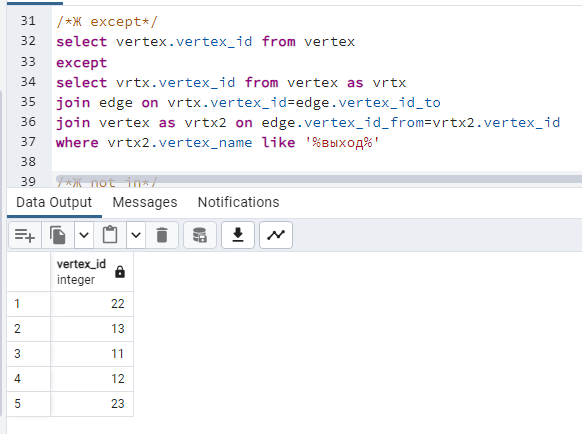 31 /*Ж except*/
32 select vertex.vertex_id from vertex
33 except
34 select vrtx.vertex_id from vertex as vrtx
35 join edge on vrtx.vertex_id=edge.vertex_id_to
36 join vertex as vrtx2 on edge.vertex_id_from=vrtx2.vertex_id
37 where vrtx2.vertex_name like '%выход%'
38
39 /*Ж not in*/
Data Output Messages Notifications
vertex_id
integer
1 22
2 13
3 11
4 12
5 23